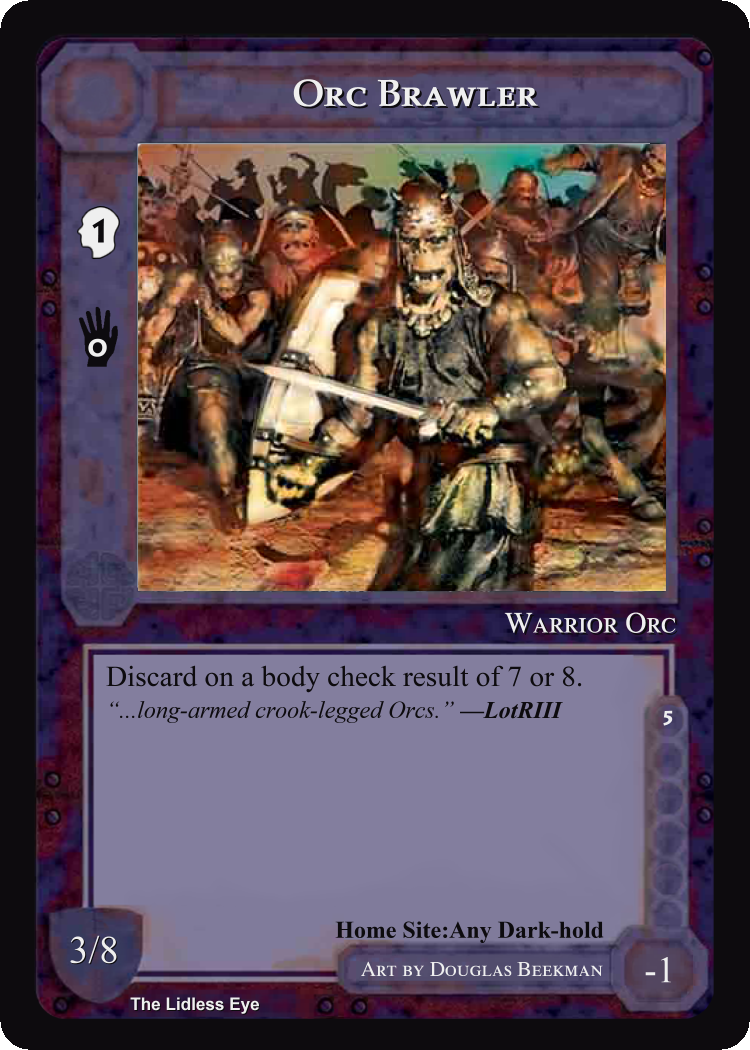 Orc Brawler
1
0
Warrior Orc
Discard on a body check result of 7 or 8.
“...long-armed crook-legged Orcs.” —LotRIII
5
Home Site:Any Dark-hold
3/8
Art by Douglas Beekman
-1
The Lidless Eye